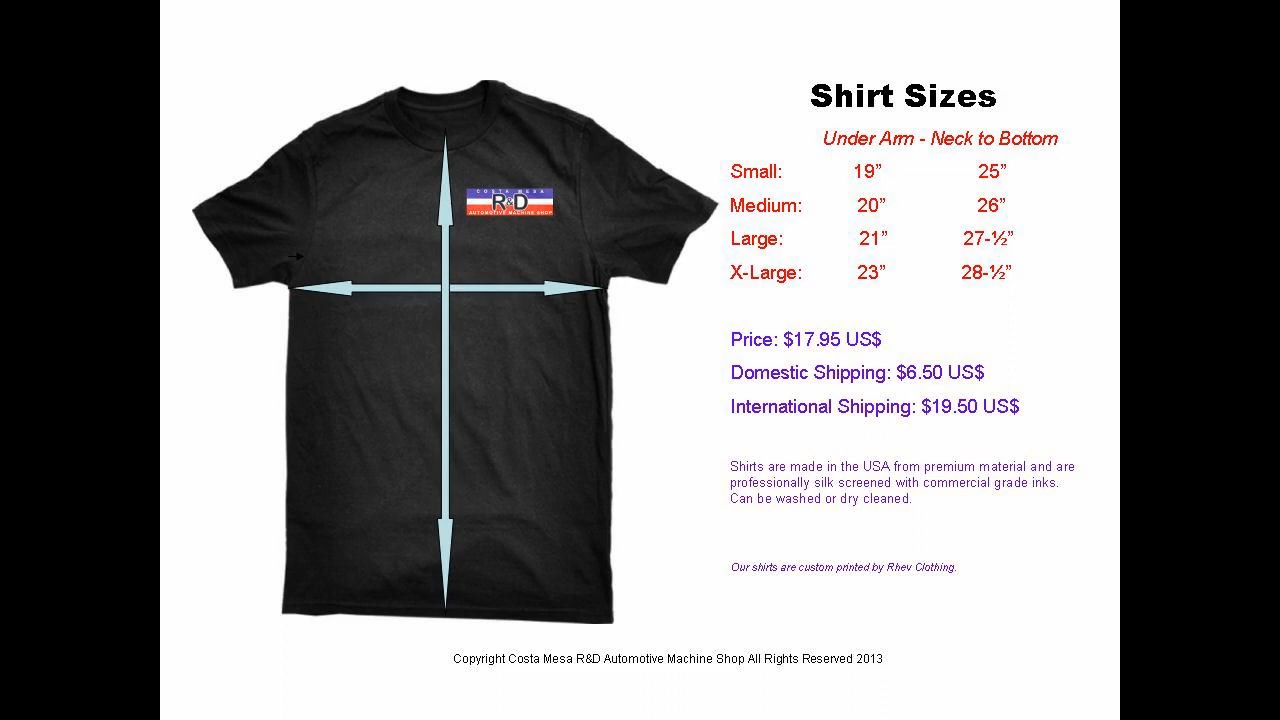 Shirt Sizes
Under Arm - Neck to Bottom
Small: 19” 25”
Medium: 20” 26”
Large: 21” 27-½”
X-Large: 23” 28-½”
COSTA MESA
R&D
AUTOMOTIVE MACHINE SHOP
Price: $17.95 US$
Domestic Shipping: $6.50 US$
International Shipping: $19.50 US$
Shirts are made in the USA from premium material and are
professionally silk screened with commercial grade inks.
Can be washed or dry cleaned.
Our shirts are custom printed by Rhev Clothing.
Copyright Costa Mesa R&D Automotive Machine Shop All Rights Reserved 2013